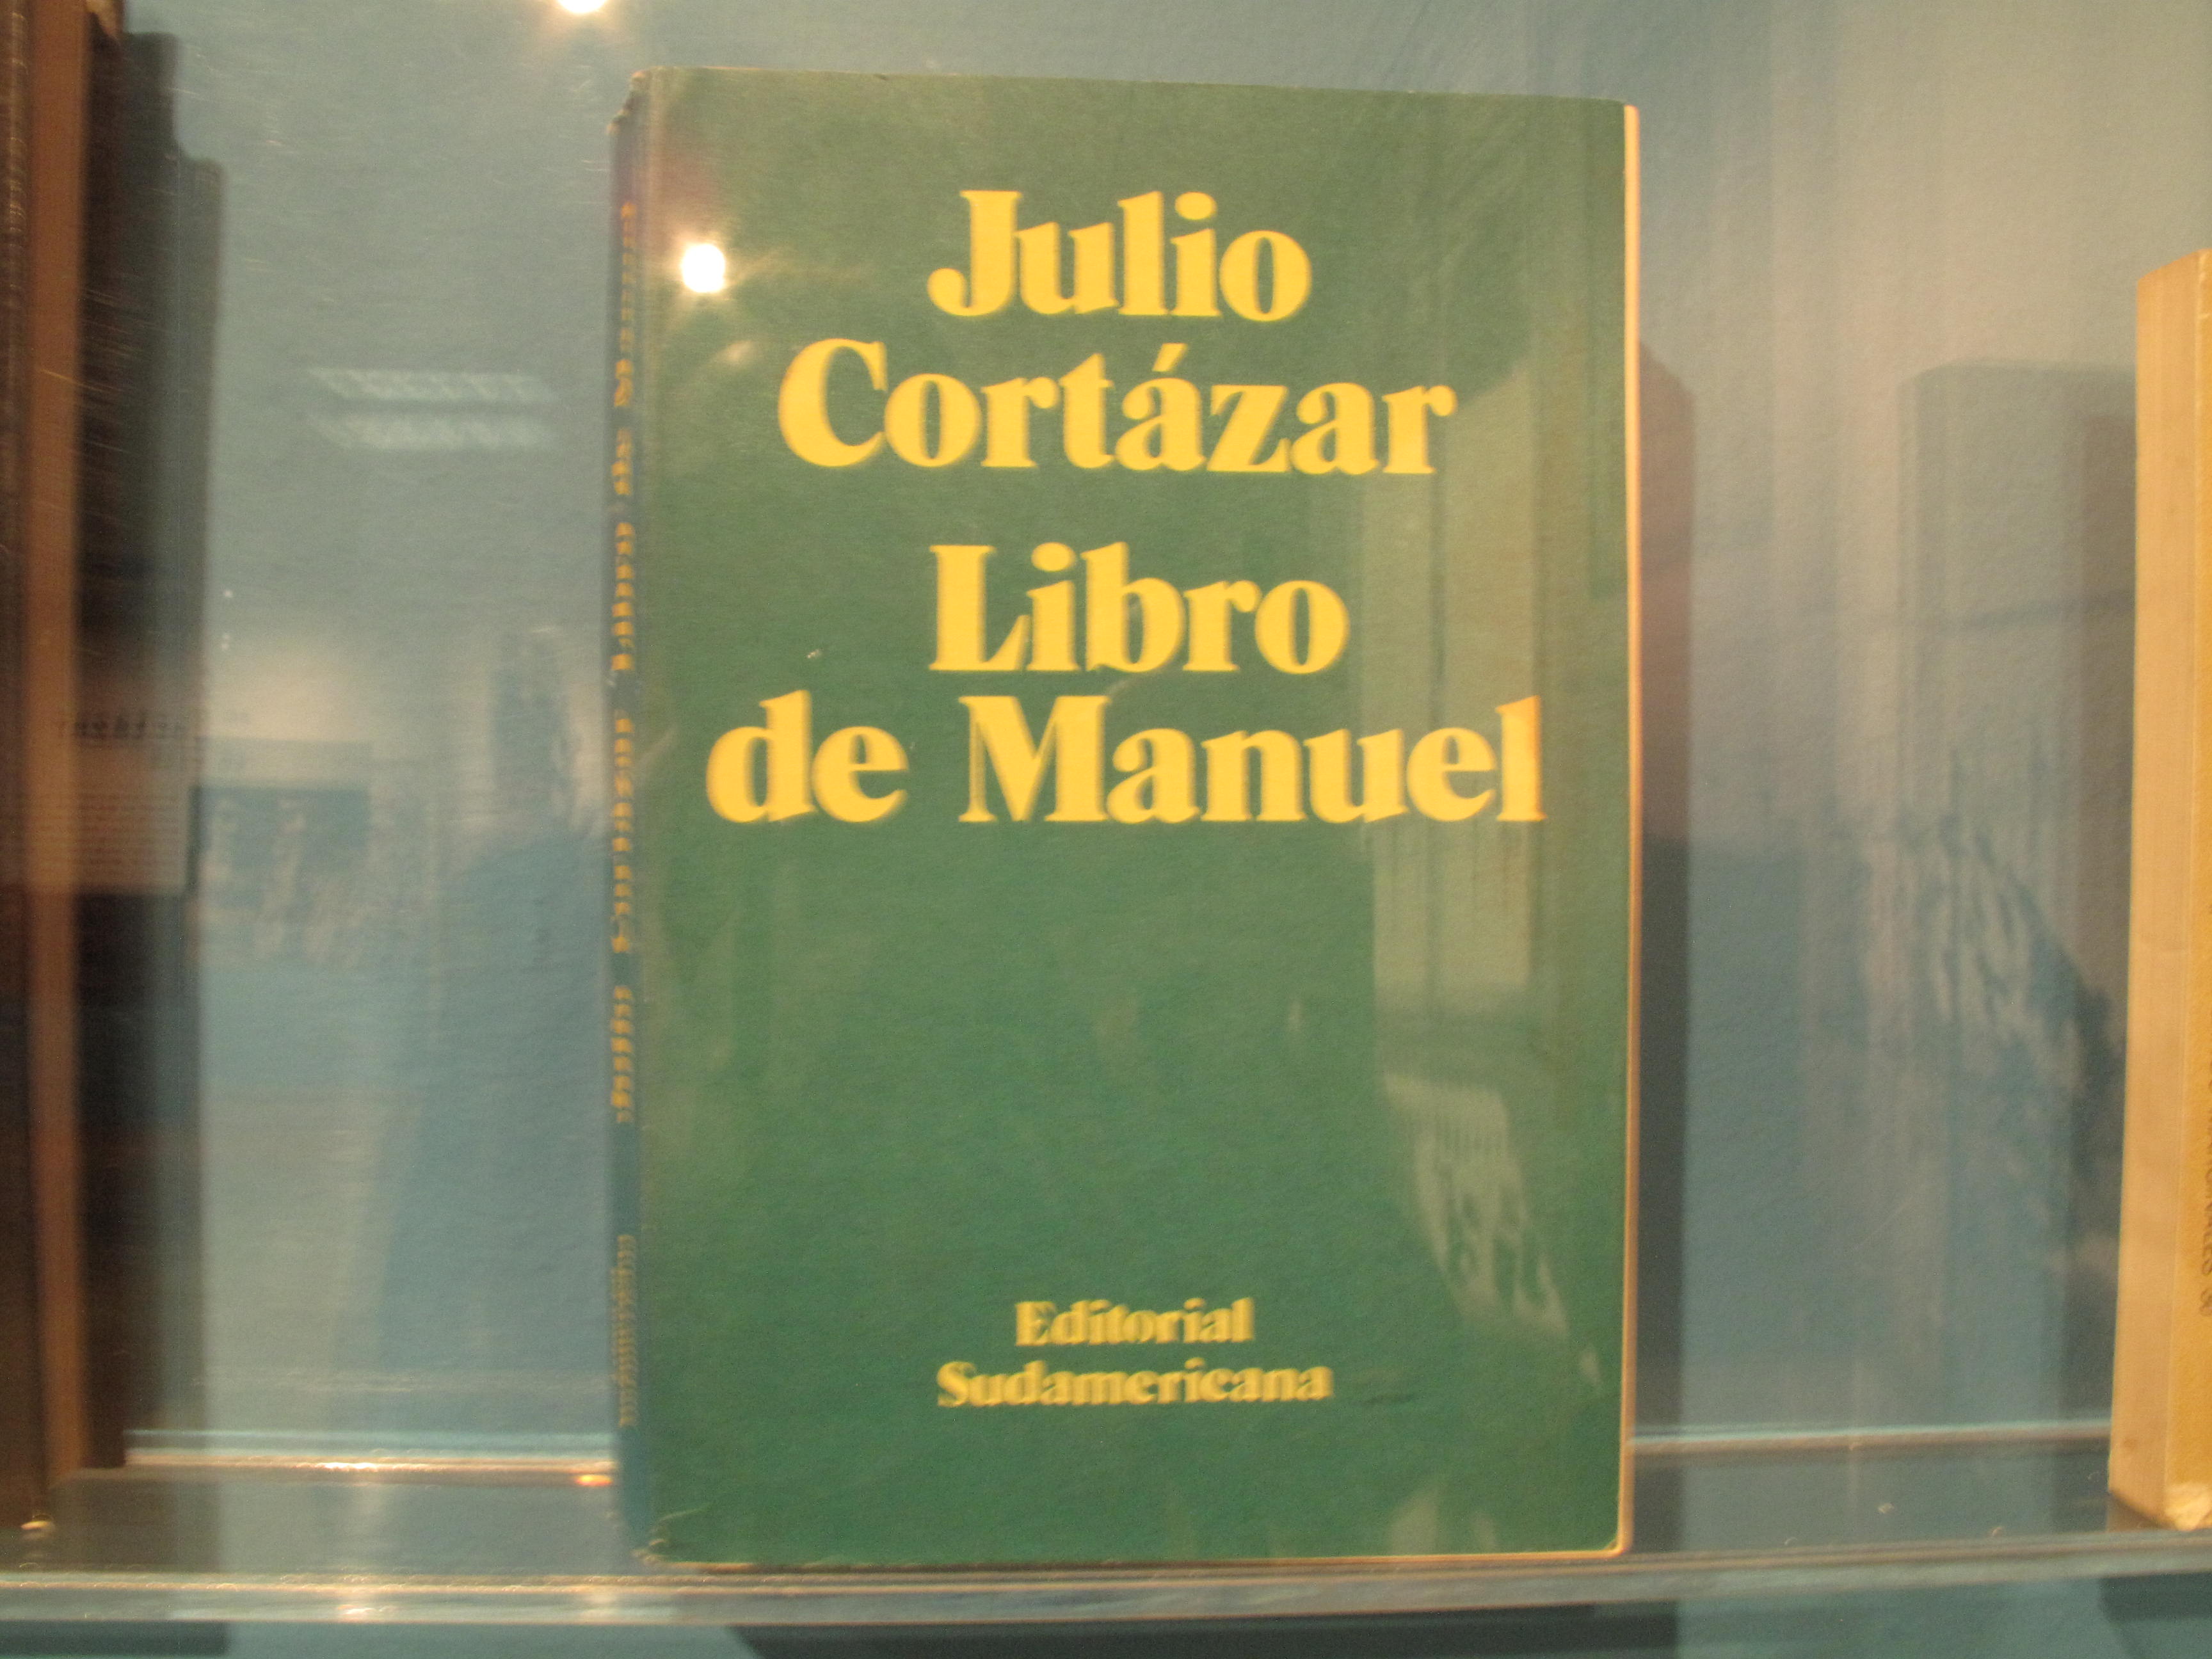 Julio
Cortázar
Libro
de Manuel
Editorial
Sudamericana